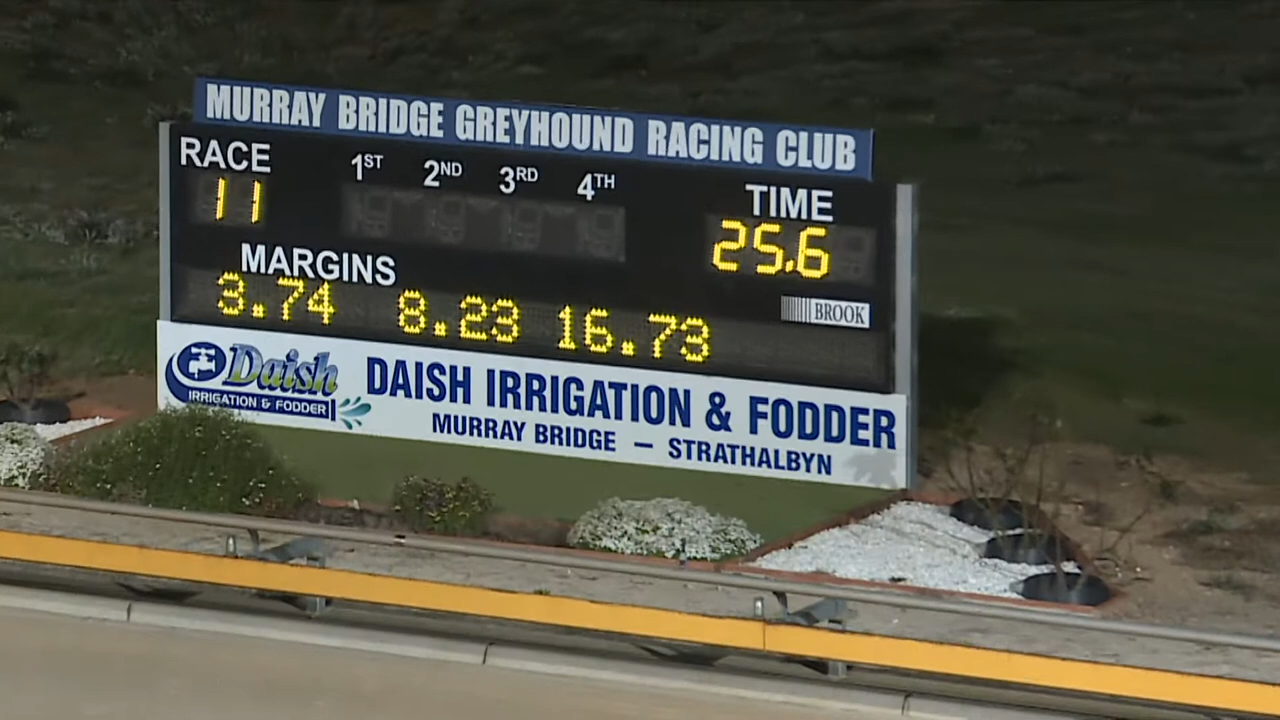 MURRAY BRIDGE GREYHOUND RACING CLUB
RACE 1ST 2ND 3RD 4TH TIME
11 25.6
MARGINS
3.74 8.23 16.73
BROOK
Daish
IRRIGATION & FODDER
DAISH IRRIGATION & FODDER
MURRAY BRIDGE – STRATHALBYN